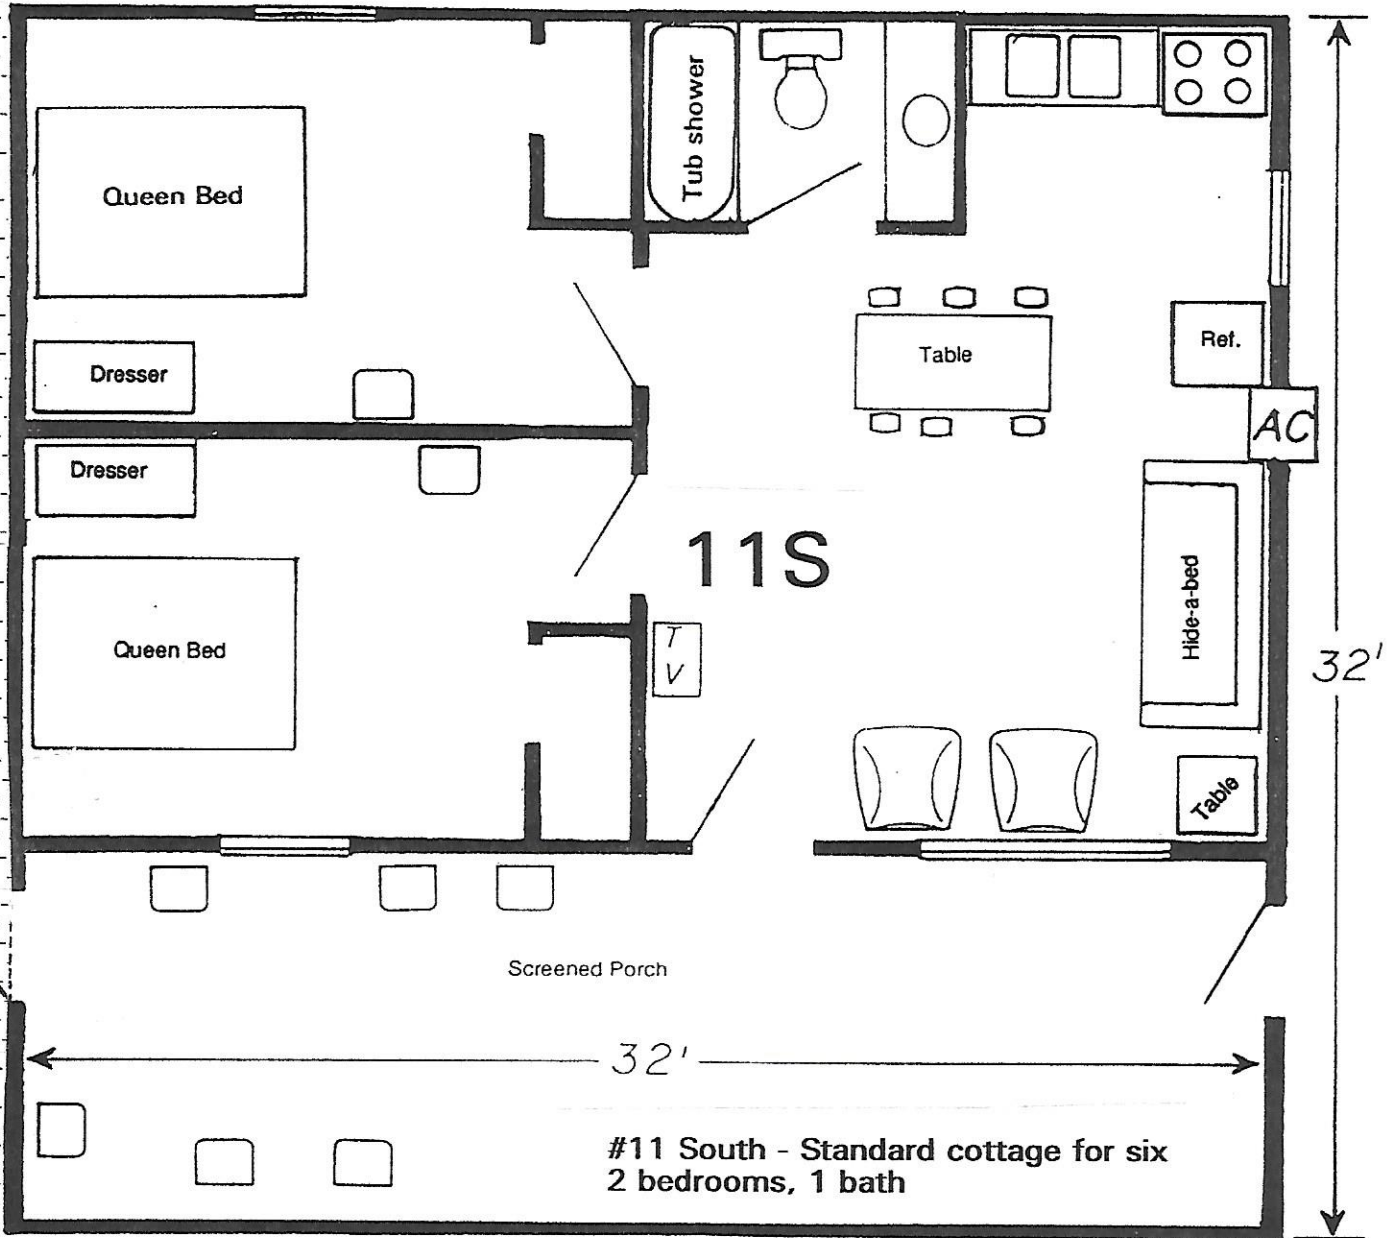 Tub shower
Queen Bed
Ref.
Table
Dresser
AC
Dresser
11S
Hide-a-bed
Queen Bed
T
V
32'
Table
Screened Porch
32'
#11 South - Standard cottage for six
2 bedrooms, 1 bath